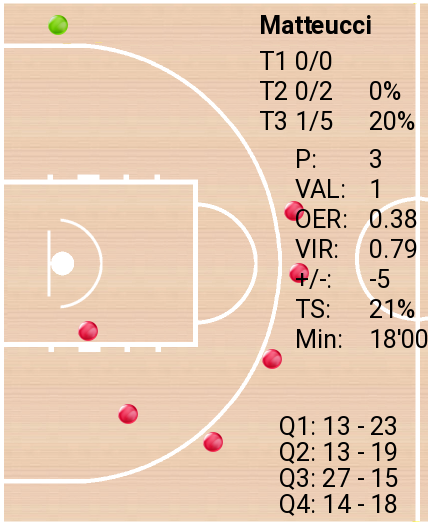 Matteucci
T1 0/0
T2 0/2 0%
T3 1/5 20%
P: 3
VAL: 1
OER: 0.38
VIR: 0.79
+/-: -5
TS: 21%
Min: 18'00
Q1: 13 - 23
Q2: 13 - 19
Q3: 27 - 15
Q4: 14 - 18